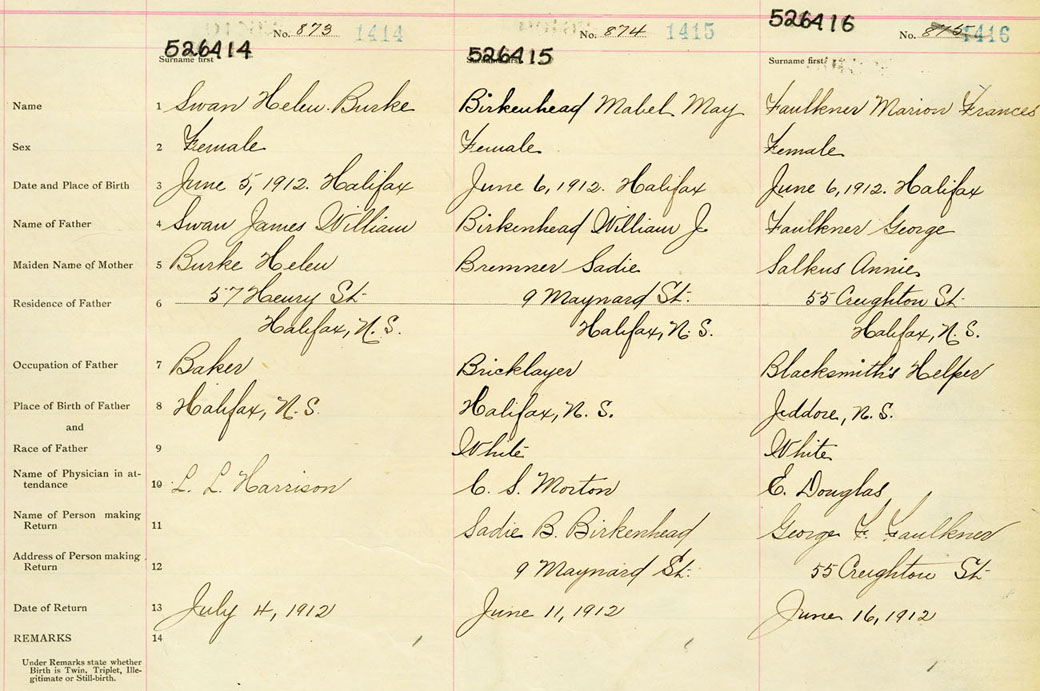 No. 873 1414 No. 874 1415 No. 1416
526414 526415 526416
Surname first Surname first Surname first
Name 1 Swan Helen Burke Birkenhead Mabel May Faulkner Marion Frances
Sex 2 Female Female Female
Date and Place of Birth 3 June 5, 1912. Halifax June 6, 1912. Halifax June 6, 1912. Halifax
Name of Father 4 Swan James William Birkenhead William J. Faulkner George
Maiden Name of Mother 5 Burke Helen Bremner Sadie Salkus Annie
Residence of Father 6 57 Henry St. 9 Maynard St. 55 Creighton St.
Halifax, N.S. Halifax, N.S. Halifax, N.S.
Occupation of Father 7 Baker Bricklayer Blacksmith's Helper
Place of Birth of Father 8 Halifax, N.S. Halifax, N.S. Jeddore, N.S.
and
Race of Father 9 White White
Name of Physician in at-
tendance 10 L. L. Harrison C. S. Morton E. Douglas
Name of Person making
Return 11 Sadie B. Birkenhead George F. Faulkner
Address of Person making
Return 12 9 Maynard St. 55 Creighton St.
Date of Return 13 July 4, 1912 June 11, 1912 June 16, 1912
REMARKS 14
Under Remarks state whether
Birth is Twin, Triplet, Ille-
gitimate or Still-birth.